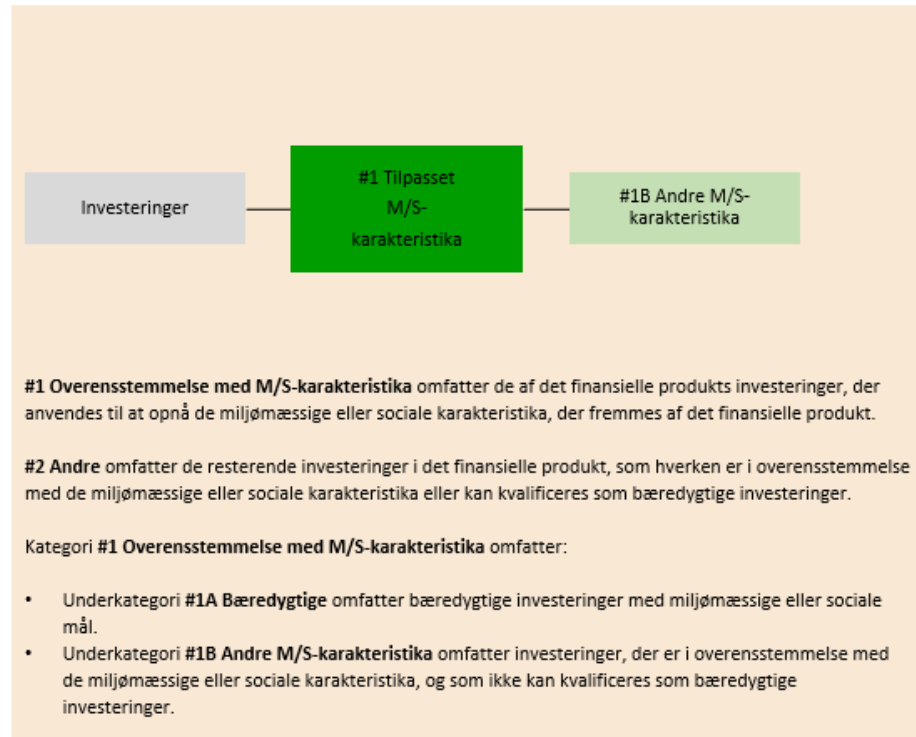 Investeringer
#1 Tilpasset
M/S-
karakteristika
#1B Andre M/S-
karakteristika
#1 Overensstemmelse med M/S-karakteristika omfatter de af det finansielle produkts investeringer, der
anvendes til at opnå de miljømæssige eller sociale karakteristika, der fremmes af det finansielle produkt.
#2 Andre omfatter de resterende investeringer i det finansielle produkt, som hverken er i overensstemmelse
med de miljømæssige eller sociale karakteristika eller kan kvalificeres som bæredygtige investeringer.
Kategori #1 Overensstemmelse med M/S-karakteristika omfatter:
• Underkategori #1A Bæredygtige omfatter bæredygtige investeringer med miljømæssige eller sociale
mål.
• Underkategori #1B Andre M/S-karakteristika omfatter investeringer, der er i overensstemmelse med
de miljømæssige eller sociale karakteristika, og som ikke kan kvalificeres som bæredygtige
investeringer.